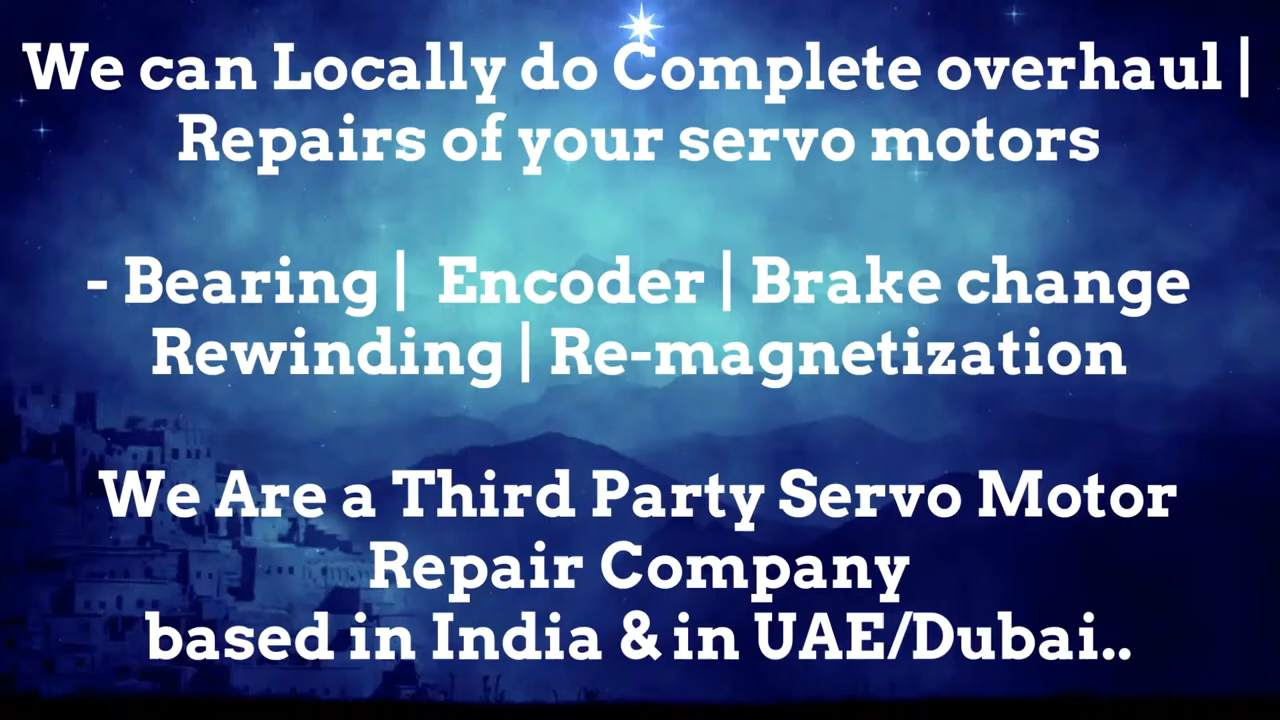 We can Locally do Complete overhaul |
Repairs of your servo motors
- Bearing | Encoder | Brake change
Rewinding | Re-magnetization
We Are a Third Party Servo Motor
Repair Company
based in India & in UAE/Dubai..